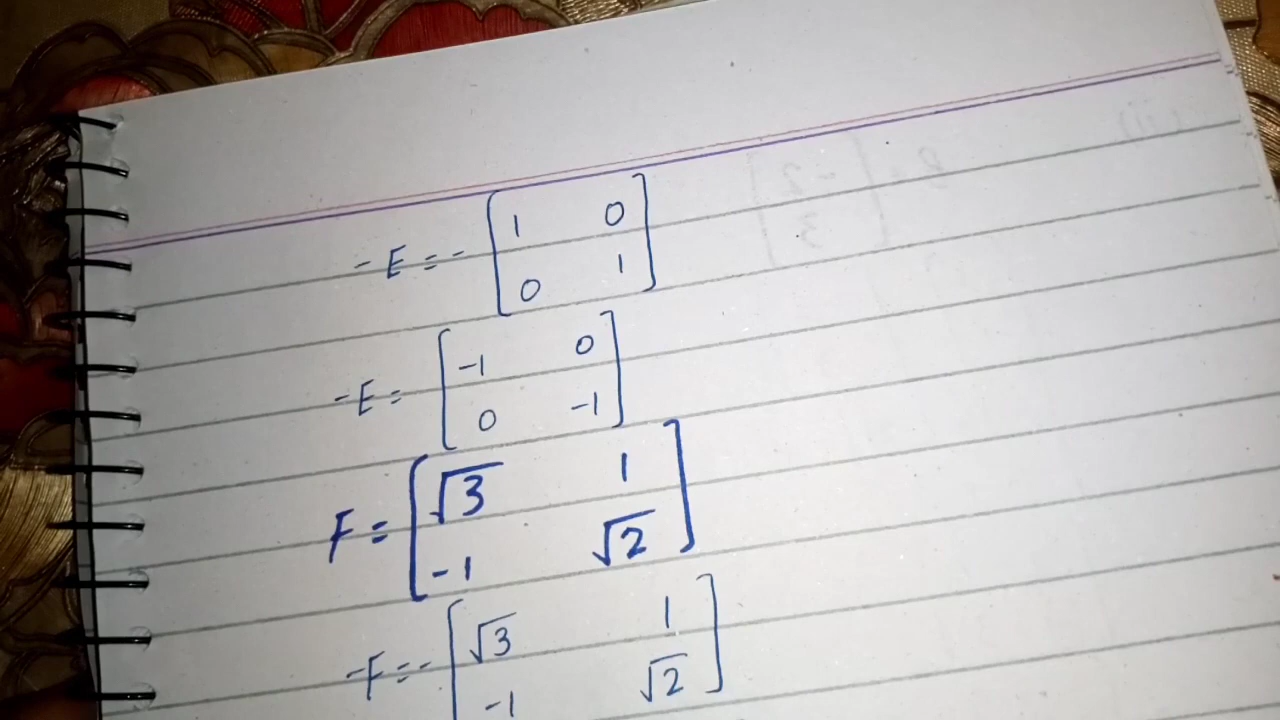 -E = - [1 0
0 1]
-E = [-1 0
0 -1]
F = [√3 1
-1 √2]
-F = - [√3 1
-1 √2]